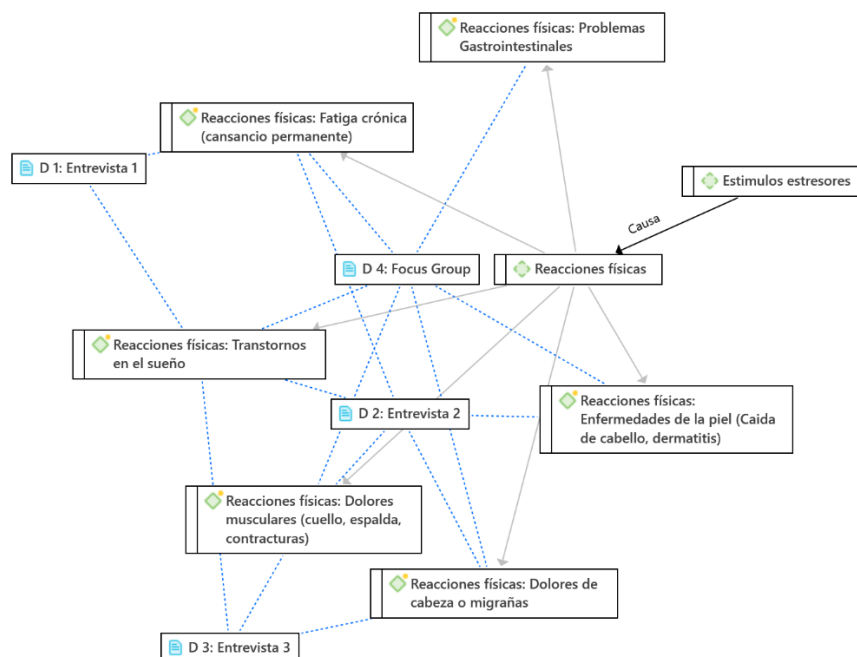 Reacciones físicas: Problemas
Gastrointestinales
Reacciones físicas: Fatiga crónica
(cansancio permanente)
D 1: Entrevista 1
Estimulos estresores
Causa
D 4: Focus Group
Reacciones físicas
Reacciones físicas: Transtornos
en el sueño
D 2: Entrevista 2
Reacciones físicas:
Enfermedades de la piel (Caida
de cabello, dermatitis)
Reacciones físicas: Dolores
musculares (cuello, espalda,
contracturas)
Reacciones físicas: Dolores de
cabeza o migrañas
D 3: Entrevista 3